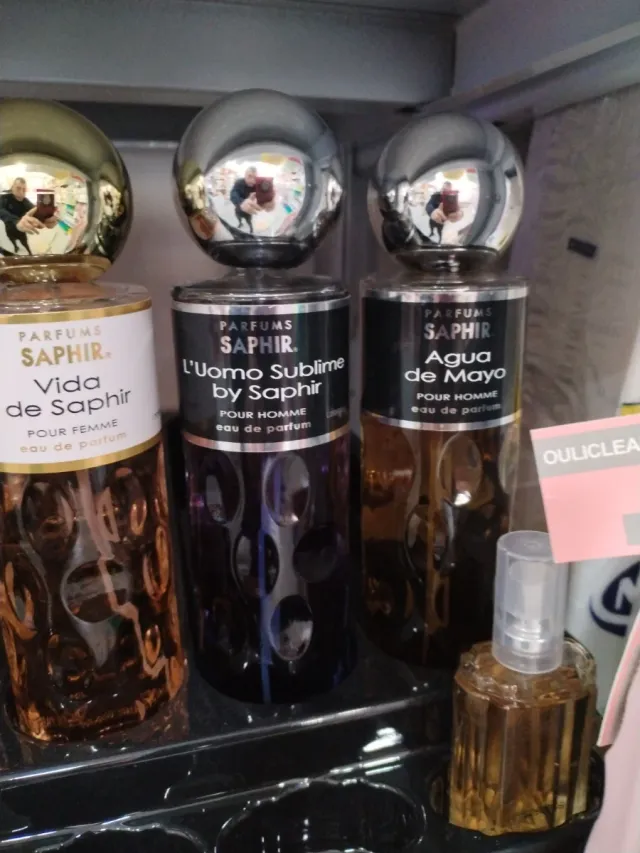 PARFUMS
SAPHIR®
Vida
de Saphir
POUR FEMME
eau de parfum
PARFUMS
SAPHIR®
L'Uomo Sublime
by Saphir
POUR HOMME
eau de parfum
PARFUMS
SAPHIR
Agua
de Mayo
POUR HOMME
eau de parfum
OULICLEA